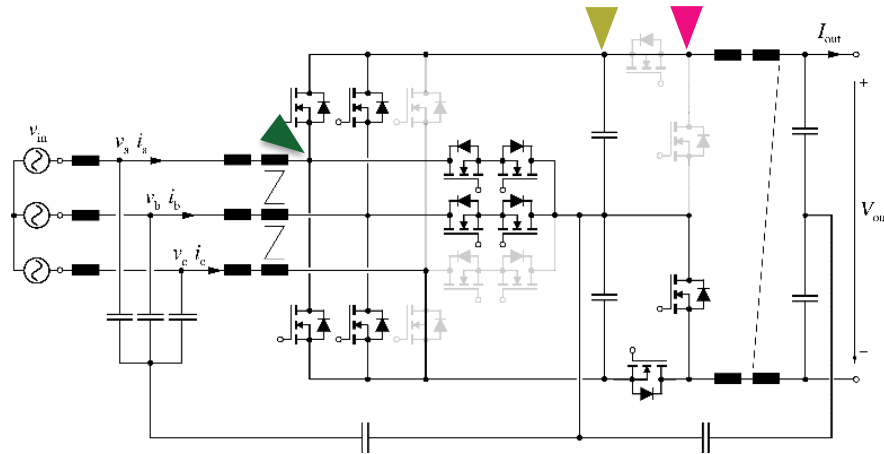 I_out
v_in
v_a i_a
v_b i_b
v_c i_c
+
V_ou
−